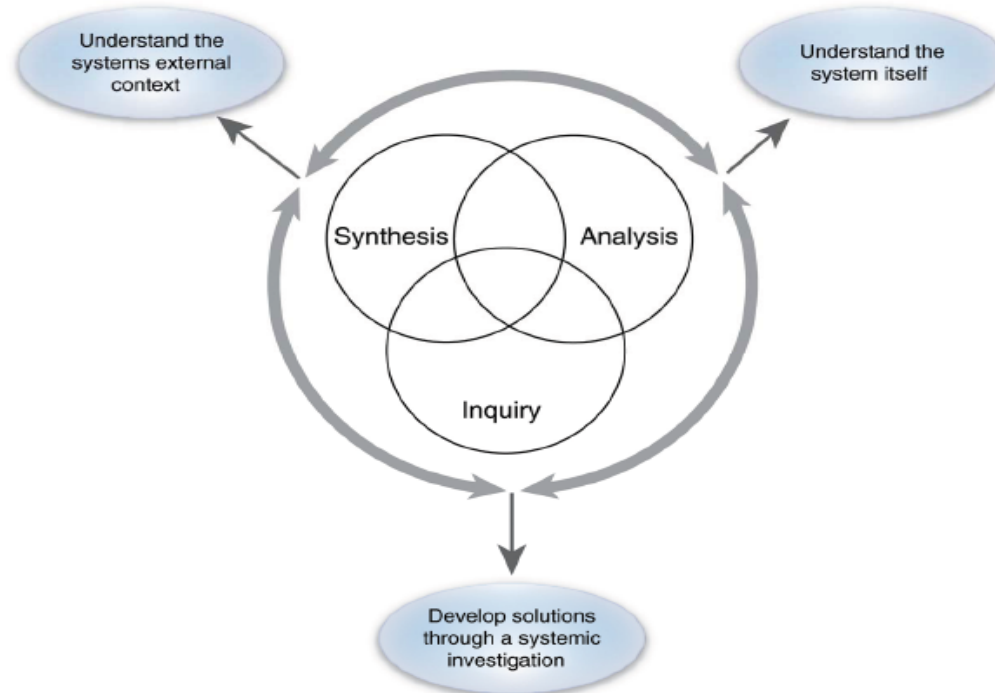 Understand the
systems external
context
Understand the
system itself
Synthesis
Analysis
Inquiry
Develop solutions
through a systemic
investigation